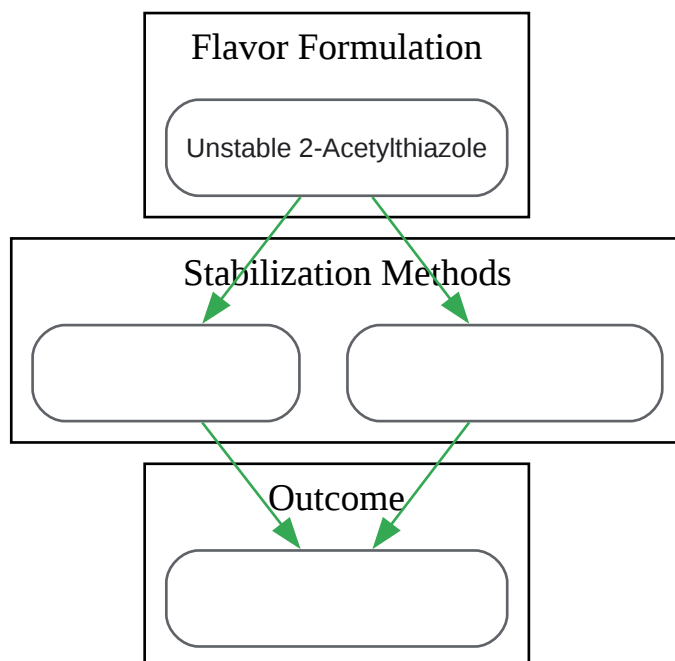 Flavor Formulation
Unstable 2-Acetylthiazole
Stabilization Methods
Outcome